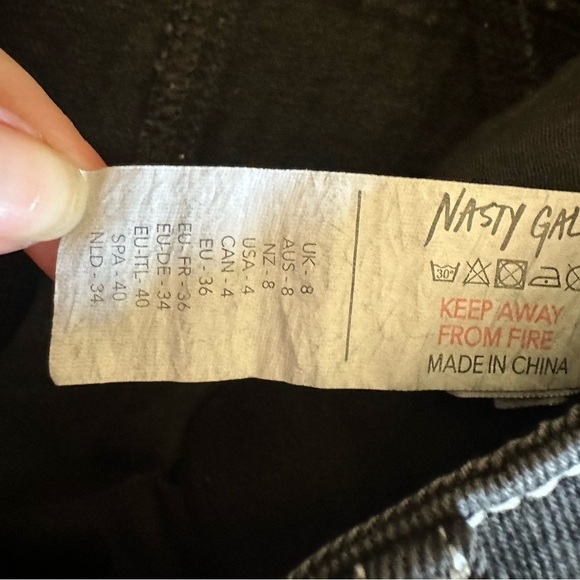 UK - 8
AUS - 8
NZ - 8
USA - 4
CAN - 4
EU - 36
EU-FR - 36
EU-DE - 34
EU-ITL- 40
SPA - 40
NLD - 34
NASTY GAL
30°
KEEP AWAY
FROM FIRE
MADE IN CHINA